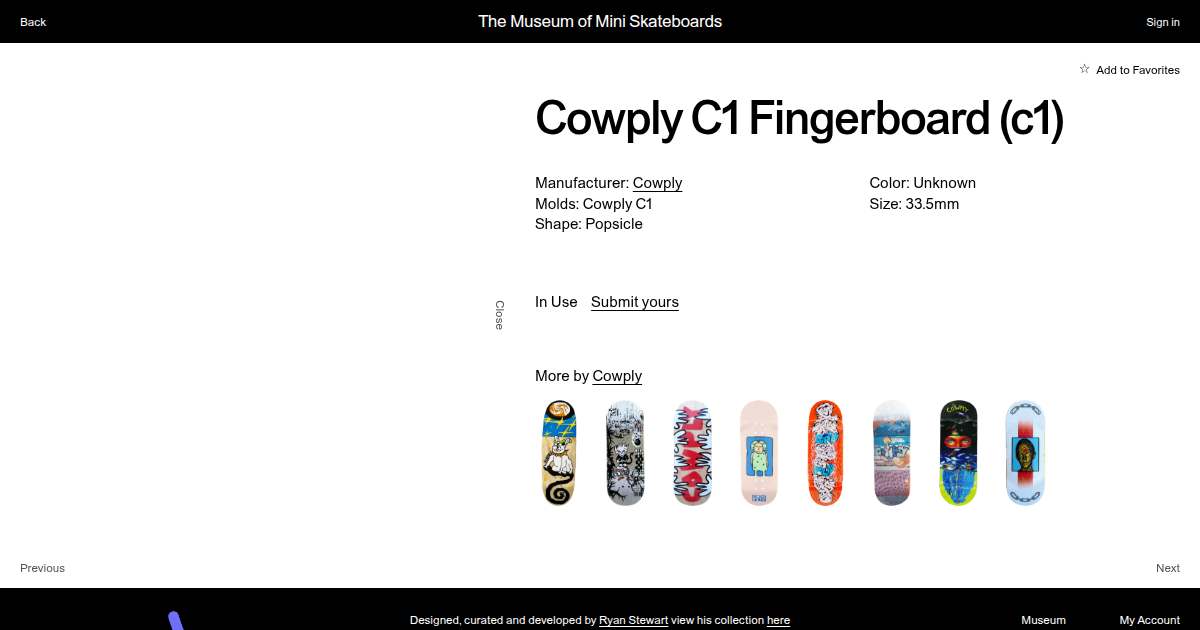 Back
The Museum of Mini Skateboards
Sign in
☆ Add to Favorites
Cowply C1 Fingerboard (c1)
Manufacturer: Cowply
Color: Unknown
Molds: Cowply C1
Size: 33.5mm
Shape: Popsicle
Close
In Use Submit yours
More by Cowply
Previous
Next
Designed, curated and developed by Ryan Stewart view his collection here
Museum
My Account